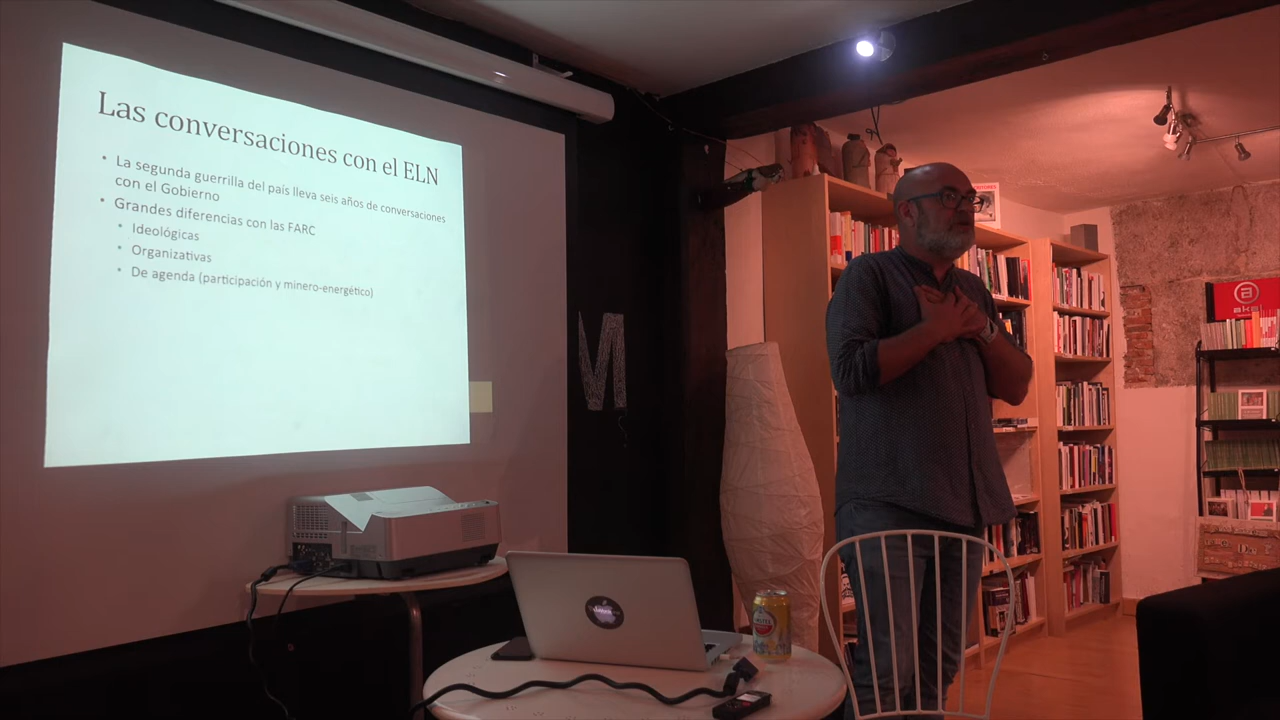 Las conversaciones con el ELN
• La segunda guerrilla del país lleva seis años de conversaciones
con el Gobierno
• Grandes diferencias con las FARC
• Ideológicas
• Organizativas
• De agenda (participación y minero-energético)
akal